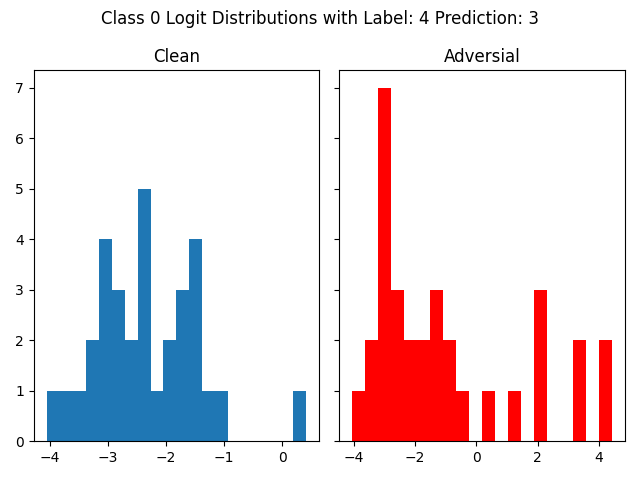 Class 0 Logit Distributions with Label: 4 Prediction: 3
Clean
Adversial
7
6
5
4
3
2
1
0
−4 −3 −2 −1 0
−4 −2 0 2 4